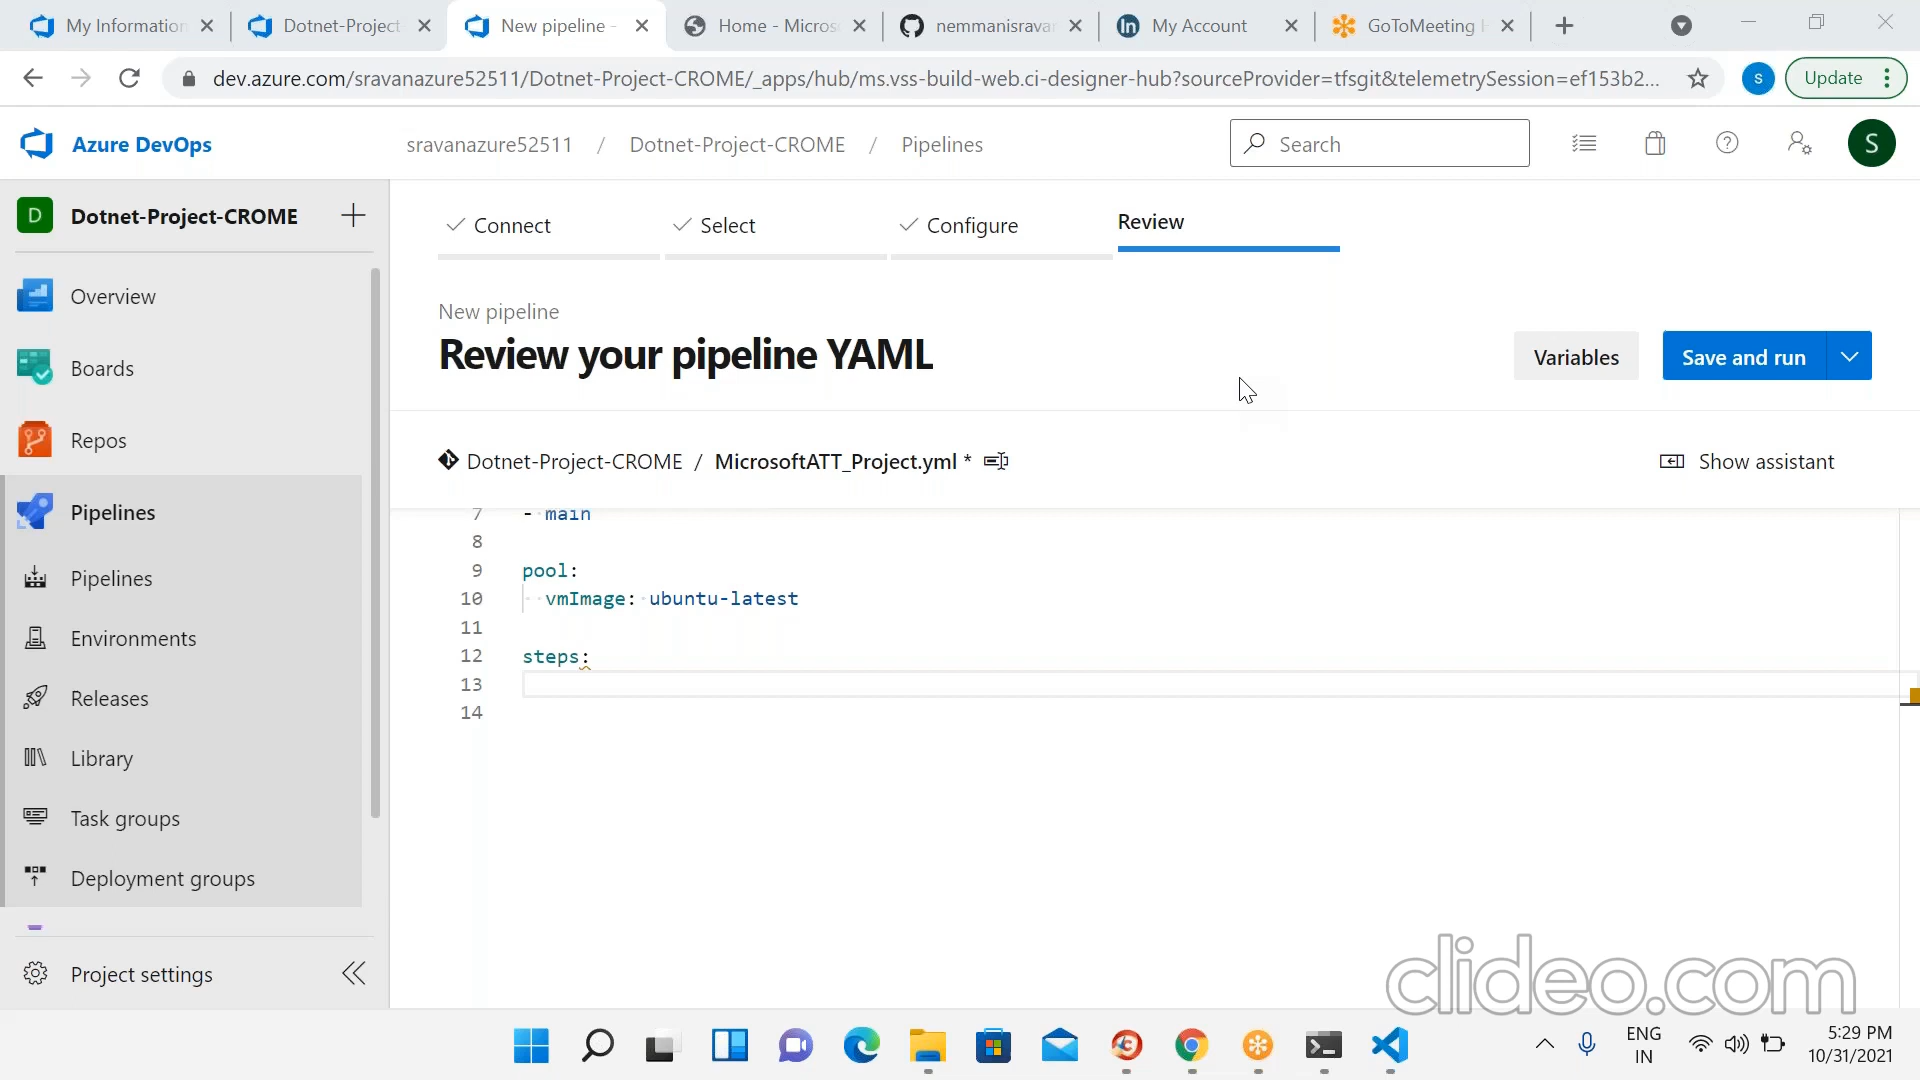 My Information
Dotnet-Project
New pipeline -
Home - Micros
nemmanisravan
My Account
GoToMeeting
dev.azure.com/sravanazure52511/Dotnet-Project-CROME/_apps/hub/ms.vss-build-web.ci-designer-hub?sourceProvider=tfsgit&telemetrySession=ef153b2...
S
Update
Azure DevOps
sravanazure52511 / Dotnet-Project-CROME / Pipelines
Search
S
D Dotnet-Project-CROME
Overview
Boards
Repos
Pipelines
Pipelines
Environments
Releases
Library
Task groups
Deployment groups
Project settings
Connect
Select
Configure
Review
New pipeline
Review your pipeline YAML
Variables
Save and run
Dotnet-Project-CROME / MicrosoftATT_Project.yml *
Show assistant
7 - main
8
9 pool:
10 vmImage: ubuntu-latest
11
12 steps:
13
14
clideo.com
ENG
IN
5:29 PM
10/31/2021